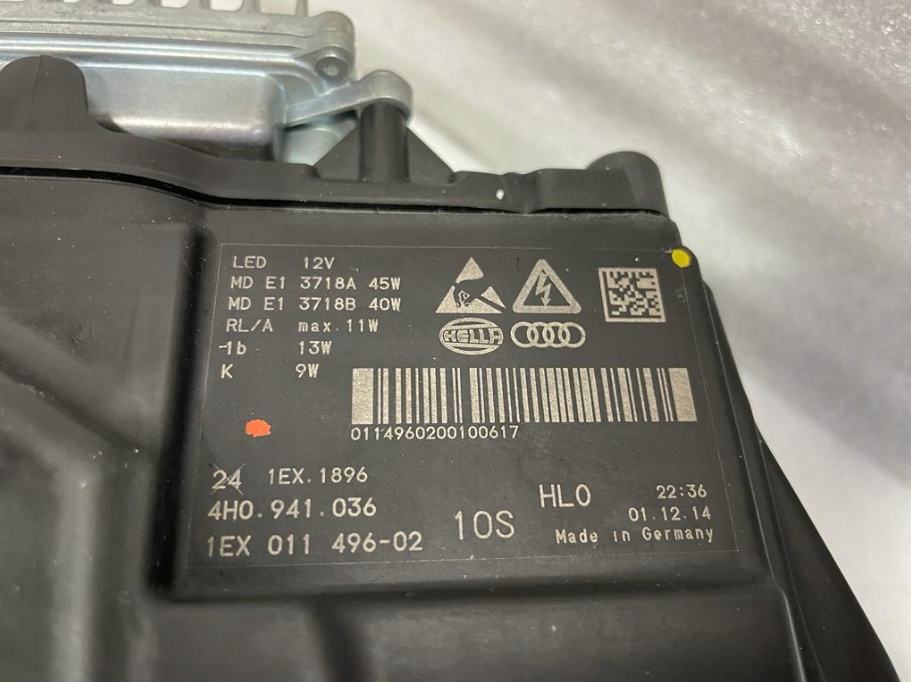 LED 12V
MD E1 3718A 45W
MD E1 3718B 40W
RL/A max.11W
-1b 13W
K 9W
HELLA
0114960200100617
24 1EX.1896
4H0.941.036
1EX 011 496-02
10S
HL0
22:36
01.12.14
Made in Germany